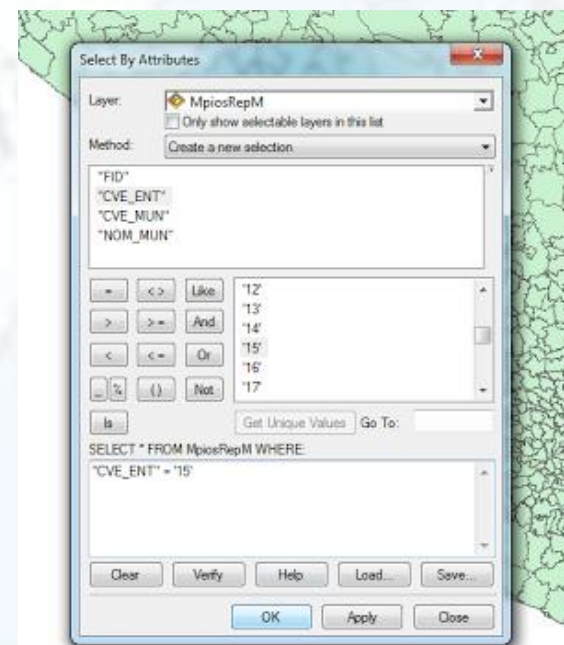 Select By Attributes
Layer: MpiosRepM
Only show selectable layers in this list
Method: Create a new selection
"FID"
"CVE_ENT"
"CVE_MUN"
"NOM_MUN"
= <> Like
> >= And
< <= Or
_ % () Not
Is
'12'
'13'
'14'
'15'
'16'
'17'
Get Unique Values Go To:
SELECT * FROM MpiosRepM WHERE:
"CVE_ENT" = '15'
Clear Verify Help Load... Save...
OK Apply Close